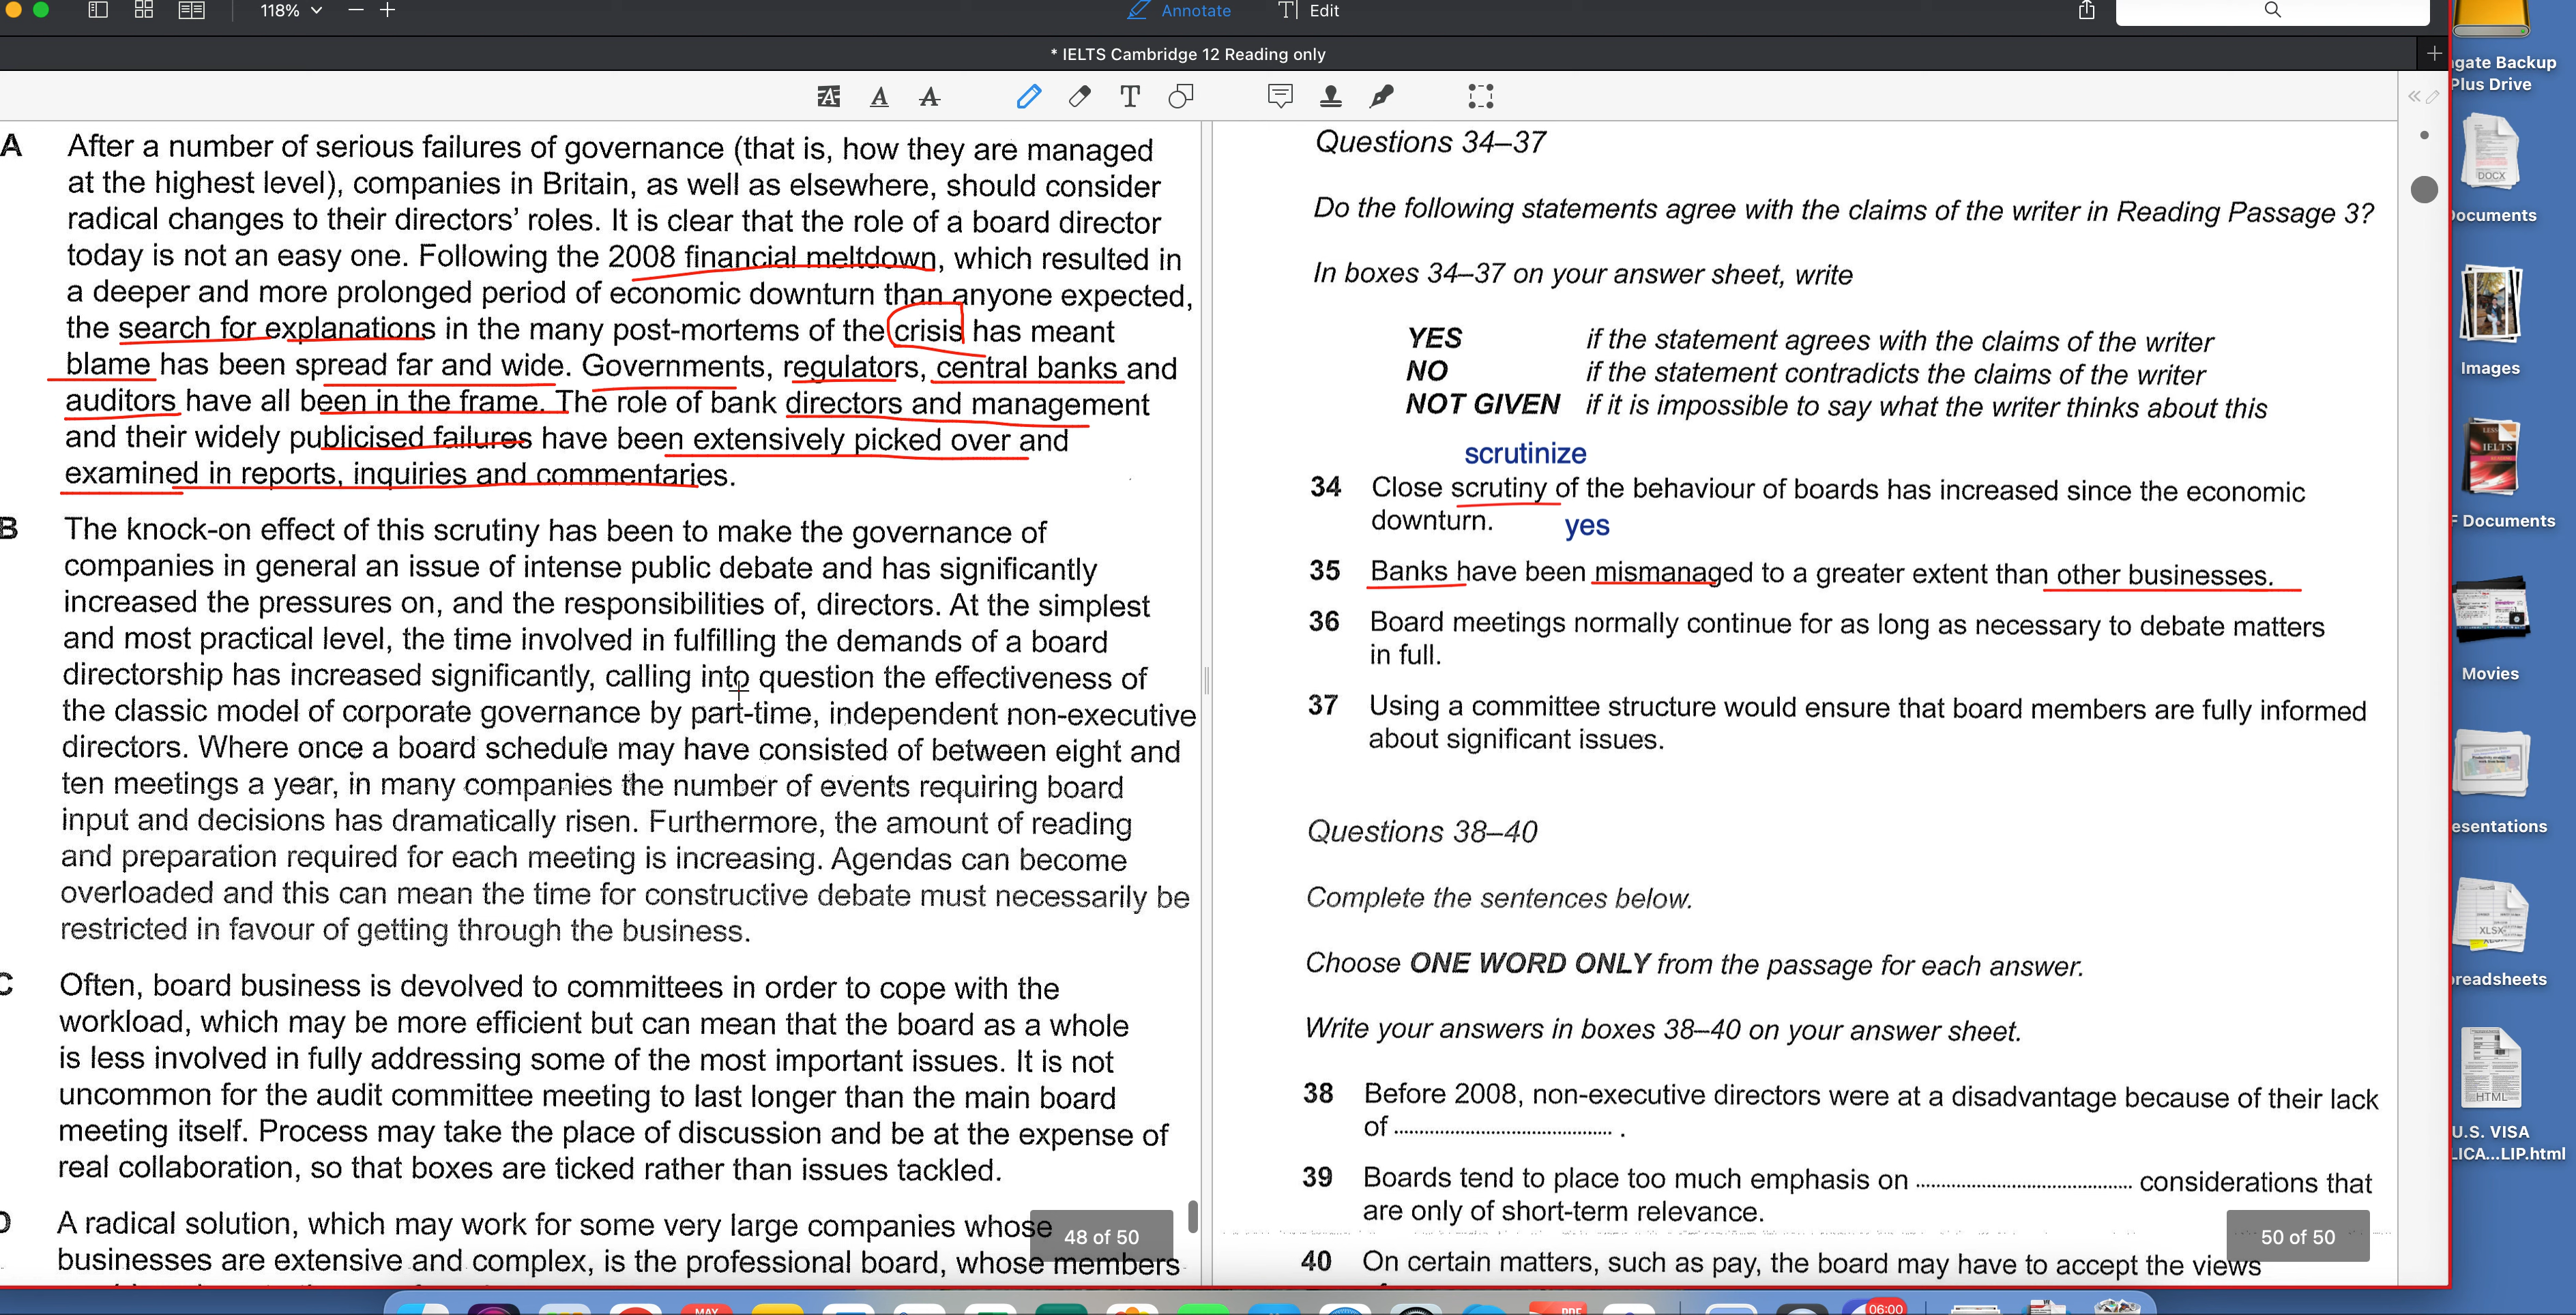 118%
Annotate
Edit
* IELTS Cambridge 12 Reading only
A After a number of serious failures of governance (that is, how they are managed
at the highest level), companies in Britain, as well as elsewhere, should consider
radical changes to their directors' roles. It is clear that the role of a board director
today is not an easy one. Following the 2008 financial meltdown, which resulted in
a deeper and more prolonged period of economic downturn than anyone expected,
the search for explanations in the many post-mortems of the crisis has meant
blame has been spread far and wide. Governments, regulators, central banks and
auditors have all been in the frame. The role of bank directors and management
and their widely publicised failures have been extensively picked over and
examined in reports, inquiries and commentaries.
B The knock-on effect of this scrutiny has been to make the governance of
companies in general an issue of intense public debate and has significantly
increased the pressures on, and the responsibilities of, directors. At the simplest
and most practical level, the time involved in fulfilling the demands of a board
directorship has increased significantly, calling into question the effectiveness of
the classic model of corporate governance by part-time, independent non-executive
directors. Where once a board schedule may have consisted of between eight and
ten meetings a year, in many companies the number of events requiring board
input and decisions has dramatically risen. Furthermore, the amount of reading
and preparation required for each meeting is increasing. Agendas can become
overloaded and this can mean the time for constructive debate must necessarily be
restricted in favour of getting through the business.
C Often, board business is devolved to committees in order to cope with the
workload, which may be more efficient but can mean that the board as a whole
is less involved in fully addressing some of the most important issues. It is not
uncommon for the audit committee meeting to last longer than the main board
meeting itself. Process may take the place of discussion and be at the expense of
real collaboration, so that boxes are ticked rather than issues tackled.
D A radical solution, which may work for some very large companies whose
businesses are extensive and complex, is the professional board, whose members
48 of 50
Questions 34–37
Do the following statements agree with the claims of the writer in Reading Passage 3?
In boxes 34–37 on your answer sheet, write
YES if the statement agrees with the claims of the writer
NO if the statement contradicts the claims of the writer
NOT GIVEN if it is impossible to say what the writer thinks about this
scrutinize
34 Close scrutiny of the behaviour of boards has increased since the economic
downturn. yes
35 Banks have been mismanaged to a greater extent than other businesses.
36 Board meetings normally continue for as long as necessary to debate matters
in full.
37 Using a committee structure would ensure that board members are fully informed
about significant issues.
Questions 38–40
Complete the sentences below.
Choose ONE WORD ONLY from the passage for each answer.
Write your answers in boxes 38–40 on your answer sheet.
38 Before 2008, non-executive directors were at a disadvantage because of their lack
of ........................................ .
39 Boards tend to place too much emphasis on ........................................ considerations that
are only of short-term relevance.
40 On certain matters, such as pay, the board may have to accept the views
50 of 50
gate Backup
Plus Drive
DOCX
Documents
Images
IELTS
F Documents
Movies
esentations
XLSX
preadsheets
HTML
U.S. VISA
LICA...LIP.html
MAY
PDF
06:00